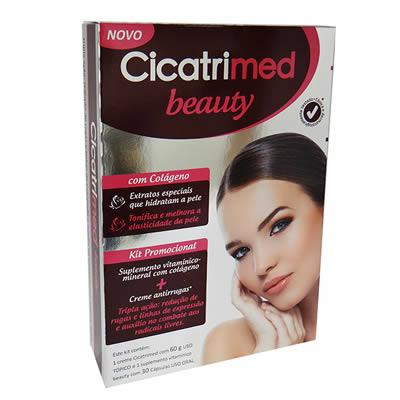 NOVO
Cicatrimed
beauty
com Colágeno
Extratos especiais
que hidratam a pele
Tonifica e melhora a
elasticidade da pele
Kit Promocional
Suplemento vitamínico-
mineral com colágeno
+
Creme antirrugas*
Tripla ação: redução de
rugas e linhas de expressão
e auxílio no combate aos
radicais livres.
Este kit contém:
1 creme Cicatrimed com 60 g USO
TÓPICO e 1 suplemento vitamínico
beauty com 30 Cápsulas USO ORAL.
Cicatrimed